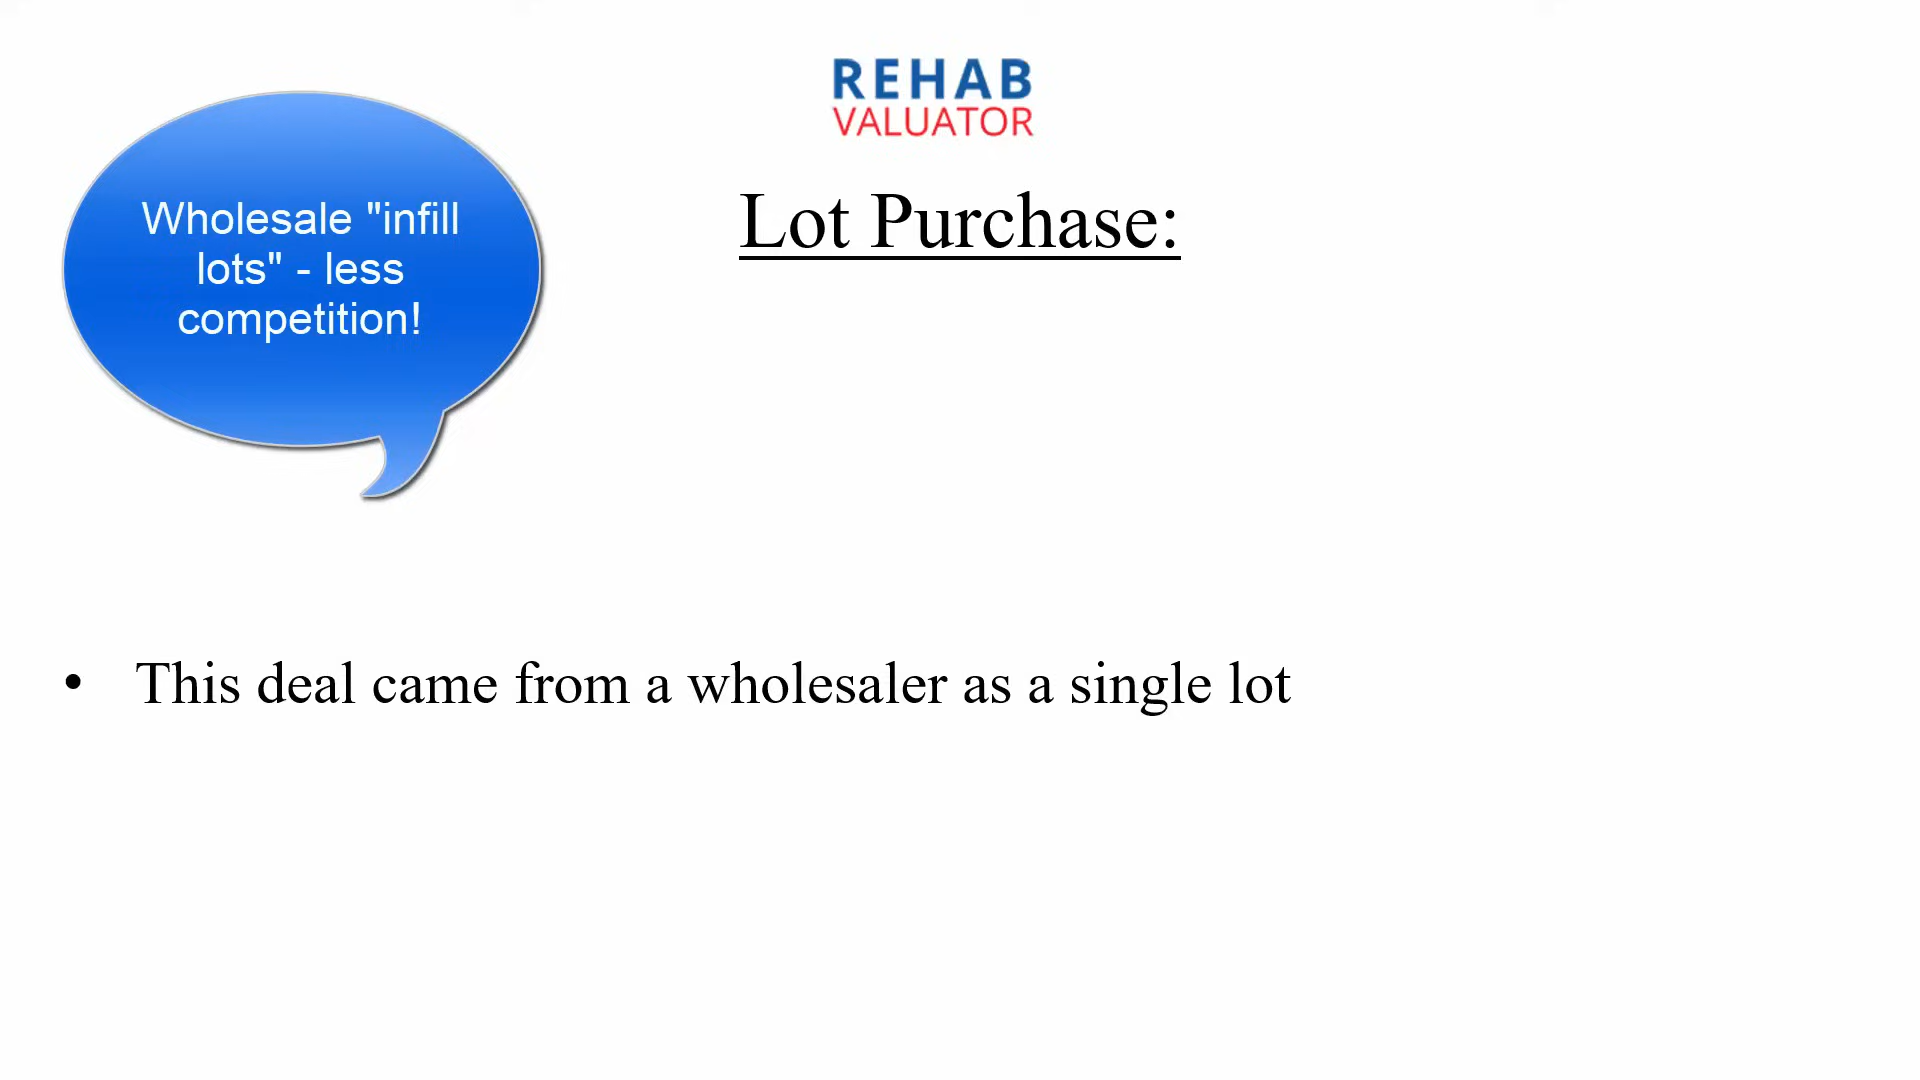 REHAB
VALUATOR
Wholesale "infill
lots" - less
competition!
Lot Purchase:
• This deal came from a wholesaler as a single lot